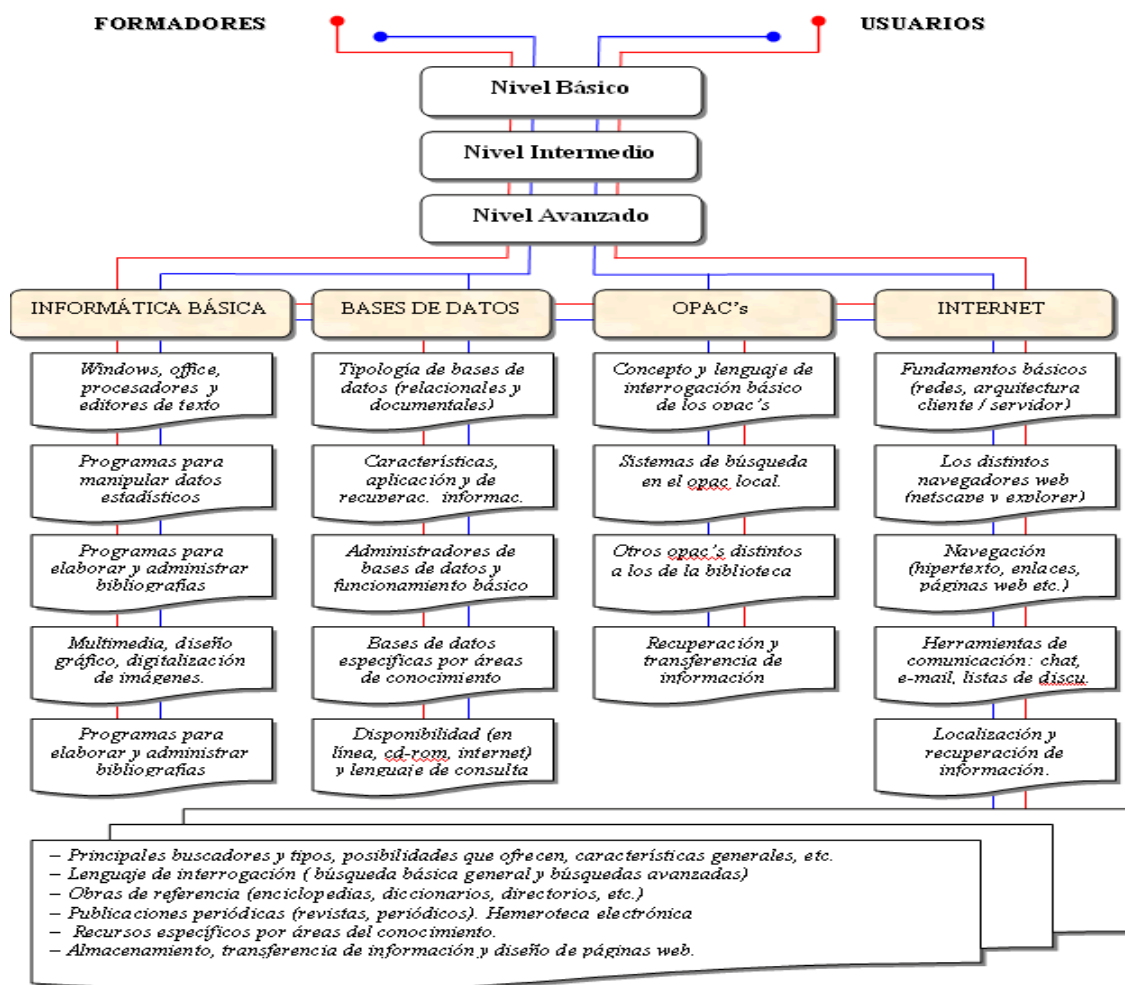 FORMADORES
USUARIOS
Nivel Básico
Nivel Intermedio
Nivel Avanzado
INFORMÁTICA BÁSICA
Windows, office,
procesadores y
editores de texto
Programas para
manipular datos
estadísticos
Programas para
elaborar y administrar
bibliografías
Multimedia, diseño
gráfico, digitalización
de imágenes.
Programas para
elaborar y administrar
bibliografías
BASES DE DATOS
Tipología de bases de
datos (relacionales y
documentales)
Características,
aplicación y de
recuperac. informac.
Administradores de
bases de datos y
funcionamiento básico
Bases de datos
específicas por áreas
de conocimiento
Disponibilidad (en
línea, cd-rom, internet)
y lenguaje de consulta
OPAC's
Concepto y lenguaje de
interrogación básico
de los opac's
Sistemas de búsqueda
en el opac local.
Otros opac's distintos
a los de la biblioteca
Recuperación y
transferencia de
información
INTERNET
Fundamentos básicos
(redes, arquitectura
cliente / servidor)
Los distintos
navegadores web
(netscave y explorer)
Navegación
(hipertexto, enlaces,
páginas web etc.)
Herramientas de
comunicación: chat,
e-mail, listas de discu.
Localización y
recuperación de
información.
– Principales buscadores y tipos, posibilidades que ofrecen, características generales, etc.
– Lenguaje de interrogación ( búsqueda básica general y búsquedas avanzadas)
– Obras de referencia (enciclopedias, diccionarios, directorios, etc.)
– Publicaciones periódicas (revistas, periódicos). Hemeroteca electrónica
– Recursos específicos por áreas del conocimiento.
– Almacenamiento, transferencia de información y diseño de páginas web.